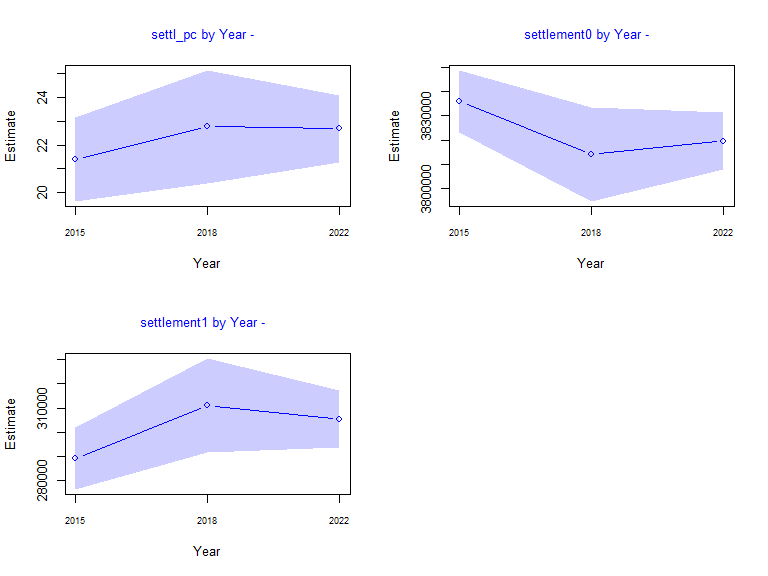 settl_pc by Year -
Estimate
24
22
20
2015
2018
2022
Year
settlement0 by Year -
Estimate
3830000
3800000
2015
2018
2022
Year
settlement1 by Year -
Estimate
310000
280000
2015
2018
2022
Year